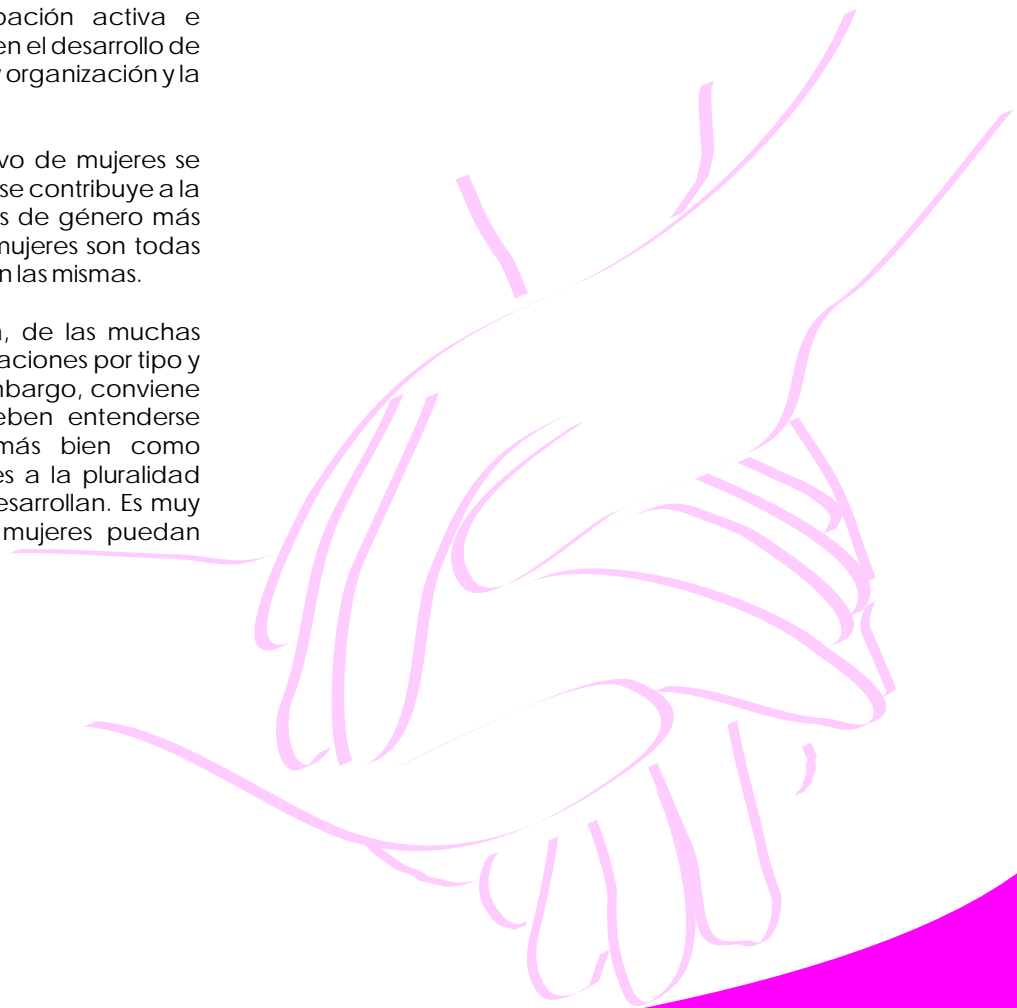 pación activa e
en el desarrollo de
organización y la
vo de mujeres se
se contribuye a la
s de género más
mujeres son todas
n las mismas.
, de las muchas
aciones por tipo y
mbargo, conviene
eben entenderse
más bien como
es a la pluralidad
esarrollan. Es muy
mujeres puedan